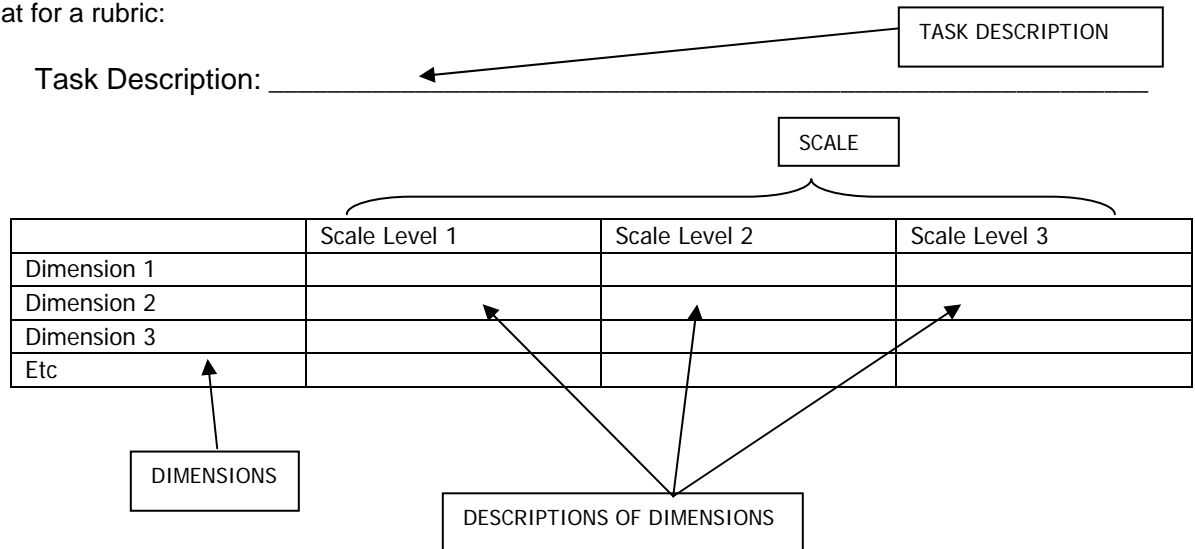 at for a rubric:
TASK DESCRIPTION
Task Description: ____________________________________________________________
SCALE
Scale Level 1 Scale Level 2 Scale Level 3
Dimension 1
Dimension 2
Dimension 3
Etc
DIMENSIONS
DESCRIPTIONS OF DIMENSIONS